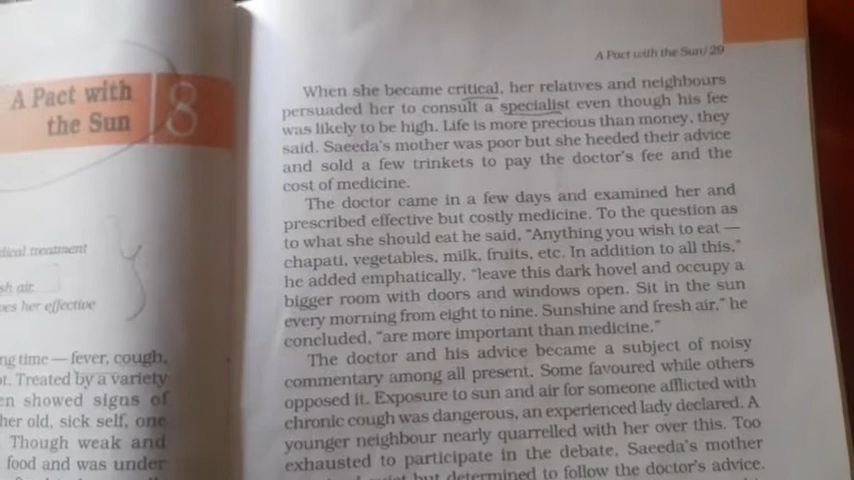 A Pact with
the Sun
8
dical treatment
sh air.
oes her effective
ng time — fever, cough,
ot. Treated by a variety
en showed signs of
her old, sick self, one
Though weak and
food and was under
A Pact with the Sun/29
When she became critical, her relatives and neighbours
persuaded her to consult a specialist even though his fee
was likely to be high. Life is more precious than money, they
said. Saeeda's mother was poor but she heeded their advice
and sold a few trinkets to pay the doctor's fee and the
cost of medicine.
The doctor came in a few days and examined her and
prescribed effective but costly medicine. To the question as
to what she should eat he said, “Anything you wish to eat —
chapati, vegetables, milk, fruits, etc. In addition to all this,”
he added emphatically, “leave this dark hovel and occupy a
bigger room with doors and windows open. Sit in the sun
every morning from eight to nine. Sunshine and fresh air,” he
concluded, “are more important than medicine.”
The doctor and his advice became a subject of noisy
commentary among all present. Some favoured while others
opposed it. Exposure to sun and air for someone afflicted with
chronic cough was dangerous, an experienced lady declared. A
younger neighbour nearly quarrelled with her over this. Too
exhausted to participate in the debate, Saeeda's mother
but determined to follow the doctor's advice.